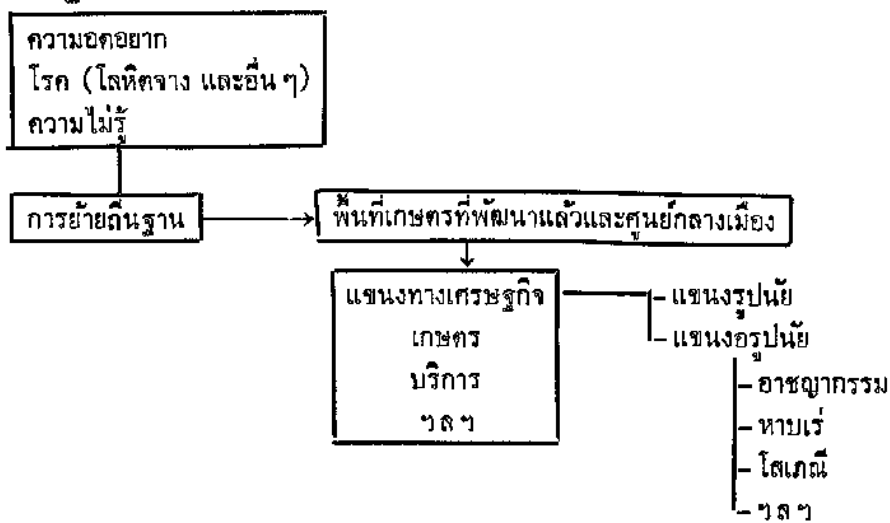 ความอดอยาก
โรค (โลหิตจาง และอื่น ๆ)
ความไม่รู้
การย้ายถิ่นฐาน
พื้นที่เกษตรที่พัฒนาแล้วและศูนย์กลางเมือง
แขนงทางเศรษฐกิจ
เกษตร
บริการ
ฯลฯ
- แขนงรูปนัย
- แขนงอรูปนัย
- อาชญากรรม
- หาบเร่
- โสเภณี
- ฯลฯ